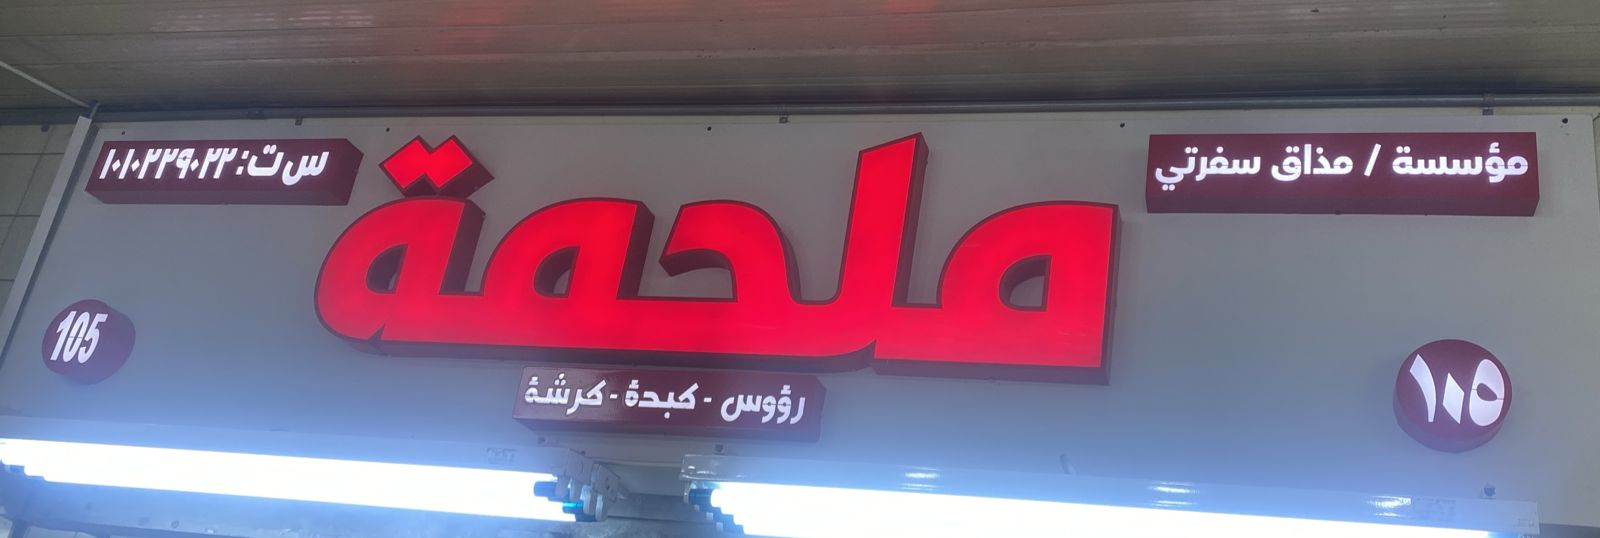 مؤسسة / مذاق سفرتي
س ت: ١٠١٠٢٢٩٠٢٢
ملحمة
رؤوس - كبدة - كرشة
١٠٥
105